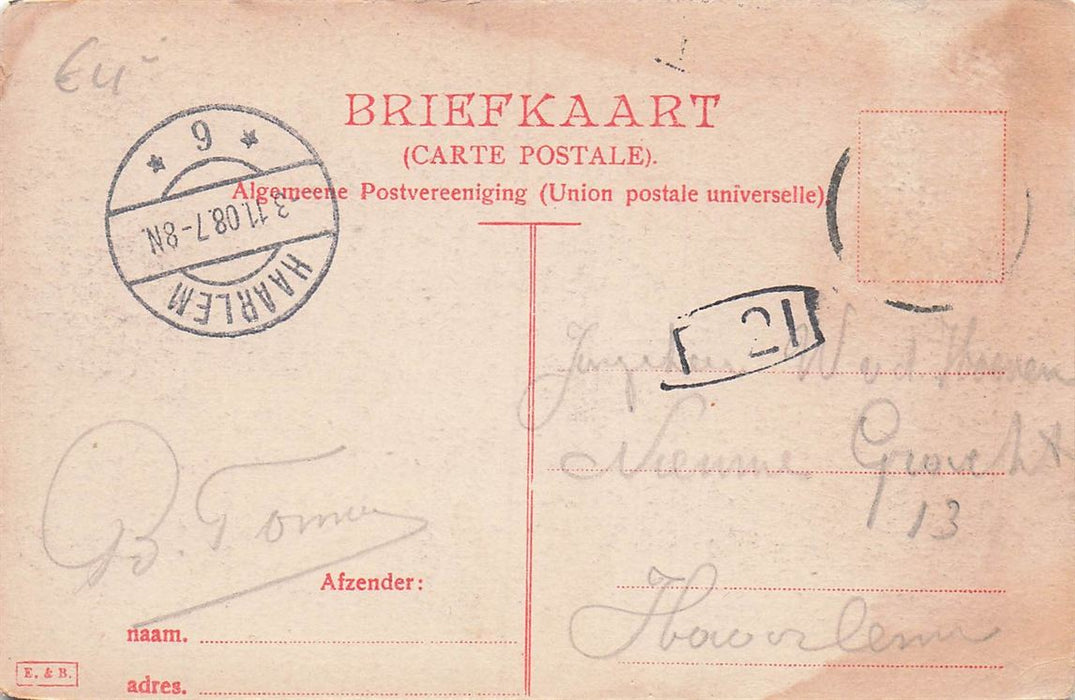 €4
BRIEFKAART
(CARTE POSTALE).
Algemeene Postvereeniging (Union postale universelle)
9
3.11.08.7-8N.
HAARLEM
21
W v d
Nieuwe Gracht
13
Haarlem
B.
Afzender:
naam.
adres.
E. & B.